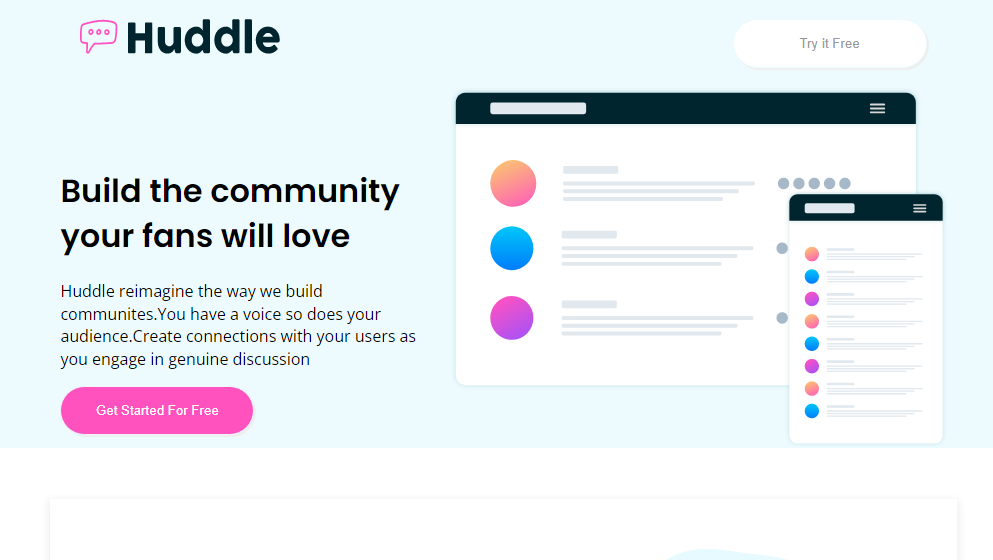 Huddle
Try it Free
Build the community
your fans will love
Huddle reimagine the way we build
communites.You have a voice so does your
audience.Create connections with your users as
you engage in genuine discussion
Get Started For Free